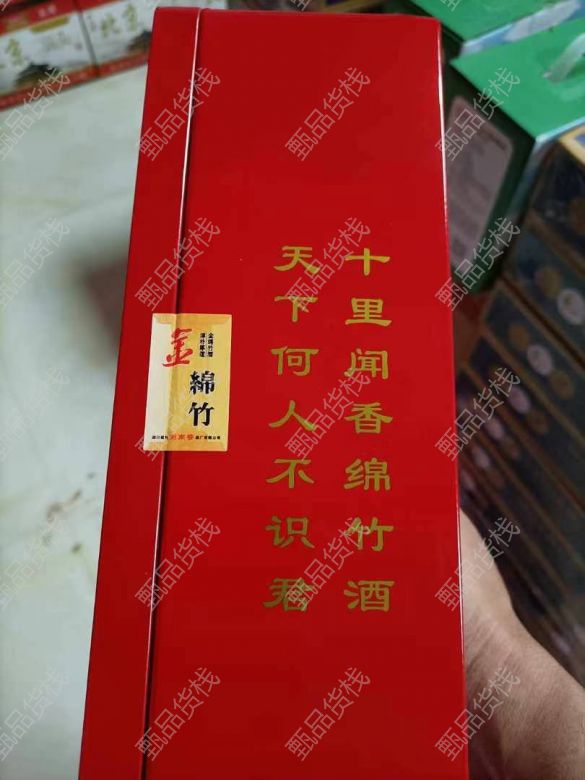 十里闻香绵竹酒
天下何人不识君
金
綿竹
甄品货栈